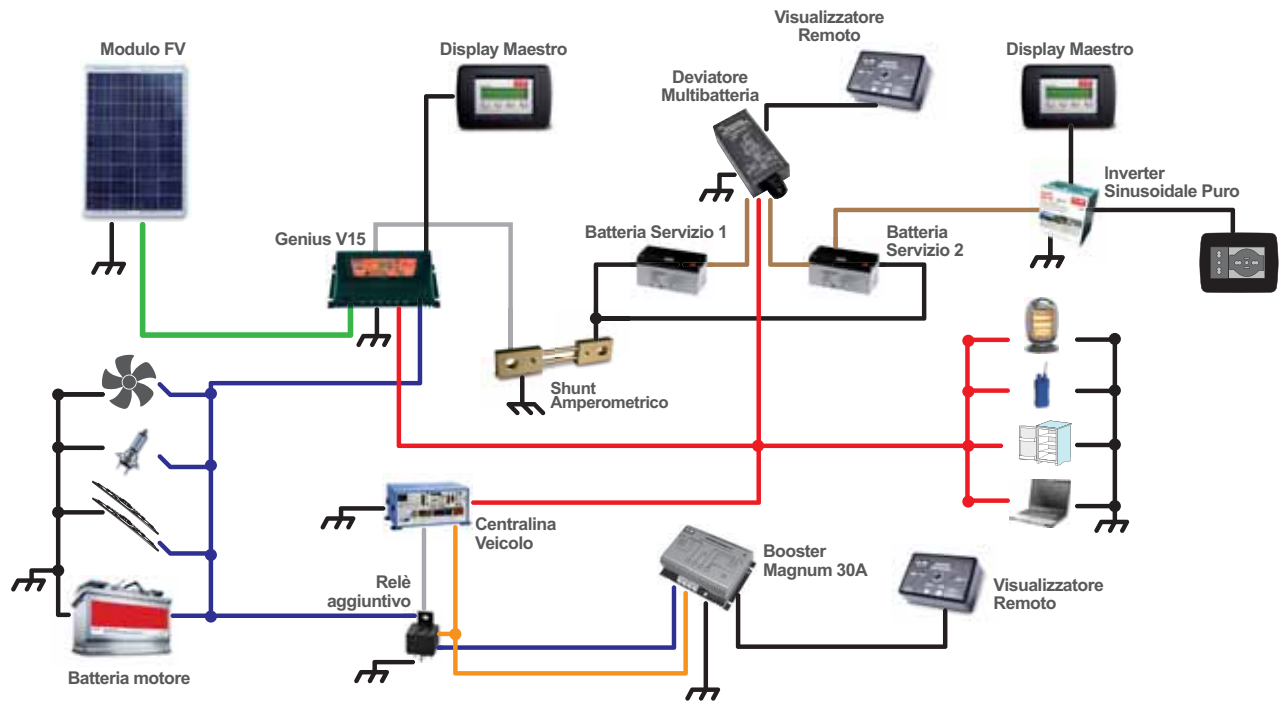 Visualizzatore
Remoto
Modulo FV
Display Maestro
Display Maestro
Deviatore
Multibatteria
Inverter
Sinusoidale Puro
Genius V15
Batteria Servizio 1
Batteria
Servizio 2
Shunt
Amperometrico
Centralina
Veicolo
Booster
Magnum 30A
Relè
aggiuntivo
Visualizzatore
Remoto
Batteria motore